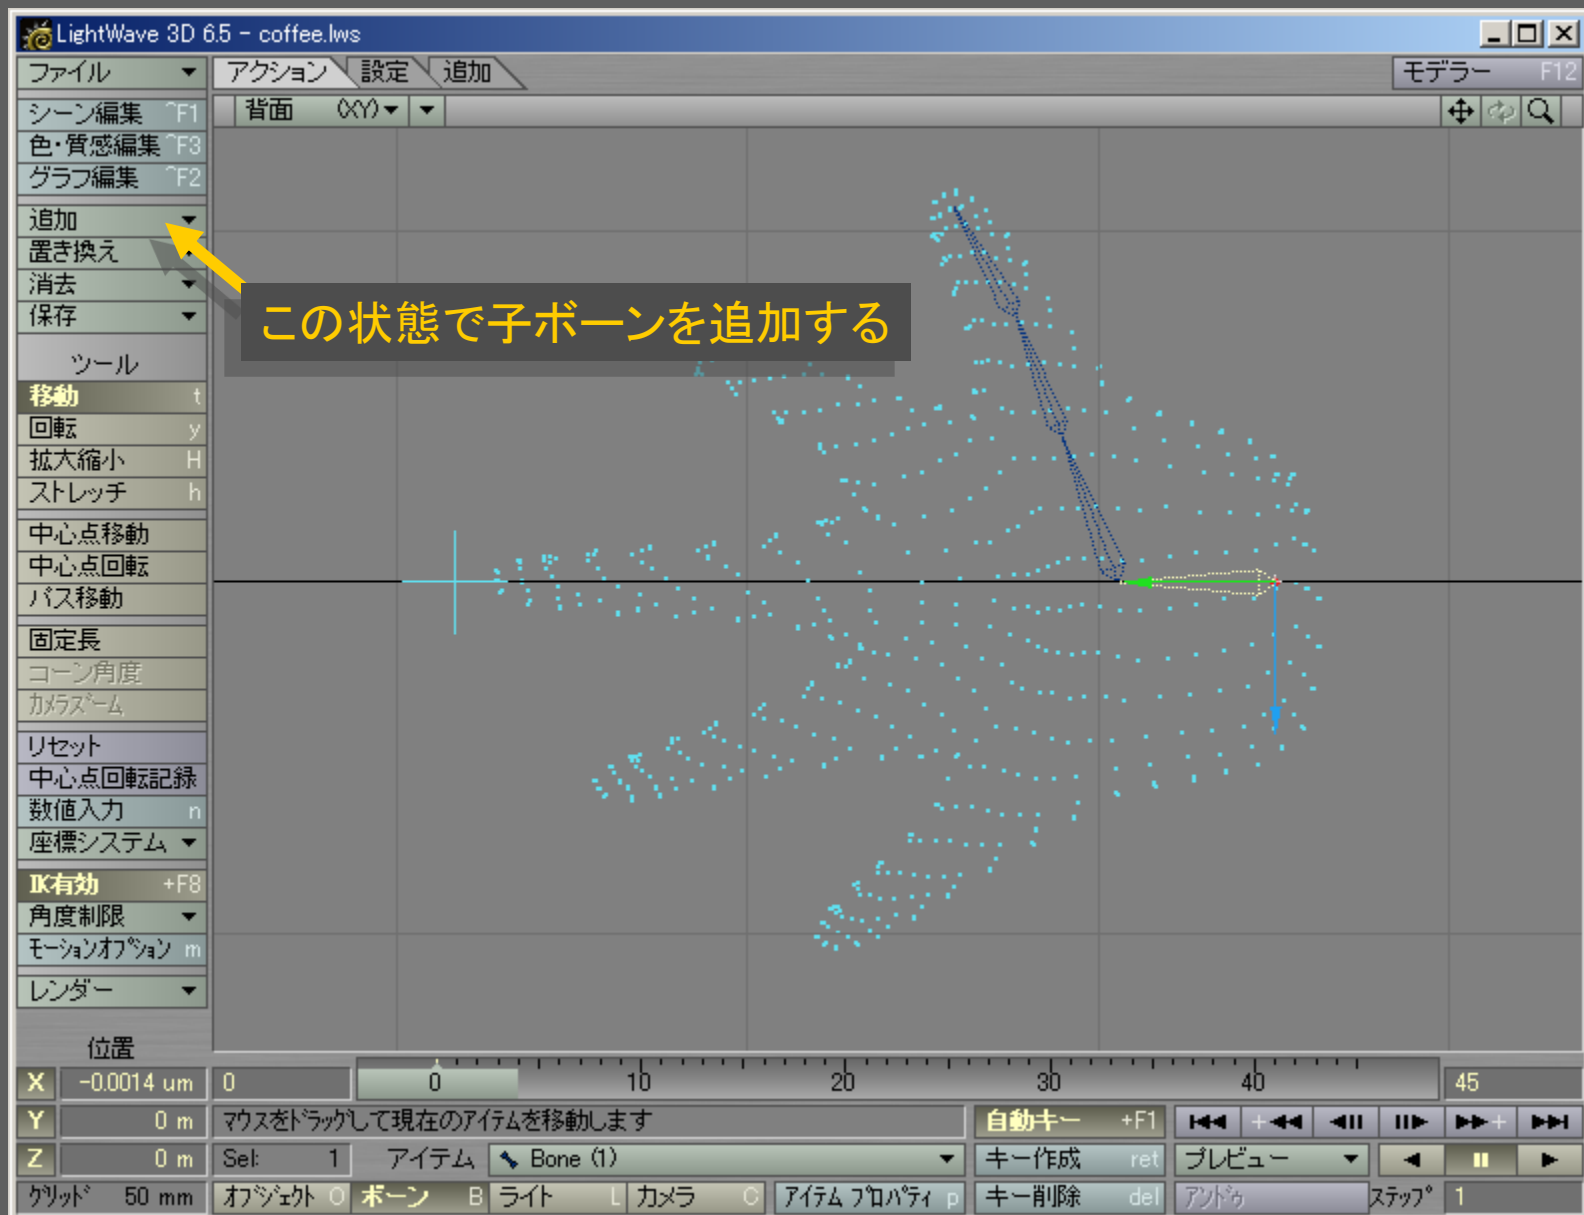 LightWave 3D 6.5 - coffee.lws
ファイル
アクション 設定 追加
モデラー F12
背面 (XY)
シーン編集 ^F1
色・質感編集 ^F3
グラフ編集 ^F2
追加
置き換え
消去
保存
この状態で子ボーンを追加する
ツール
移動 t
回転 y
拡大縮小 H
ストレッチ h
中心点移動
中心点回転
パス移動
固定長
コーン角度
カメラズーム
リセット
中心点回転記録
数値入力 n
座標システム
IK有効 +F8
角度制限
モーションオプション m
レンダー
位置
X -0.0014 um 0 0 10 20 30 40 45
Y 0 m マウスをドラッグして現在のアイテムを移動します 自動キー +F1
Z 0 m Sel: 1 アイテム Bone (1) キー作成 ret プレビュー
グリッド 50 mm オブジェクト O ボーン B ライト L カメラ C アイテム プロパティ p キー削除 del アンドゥ ステップ 1